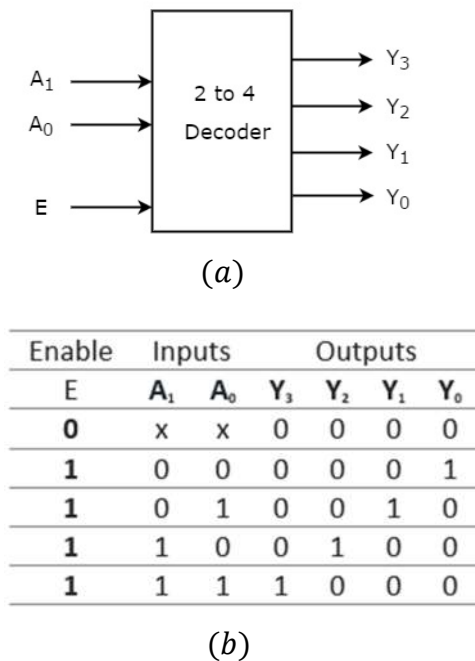 A₁
A₀
E
2 to 4
Decoder
Y₃
Y₂
Y₁
Y₀
(a)
Enable Inputs Outputs
E A₁ A₀ Y₃ Y₂ Y₁ Y₀
0 x x 0 0 0 0
1 0 0 0 0 0 1
1 0 1 0 0 1 0
1 1 0 0 1 0 0
1 1 1 1 0 0 0
(b)